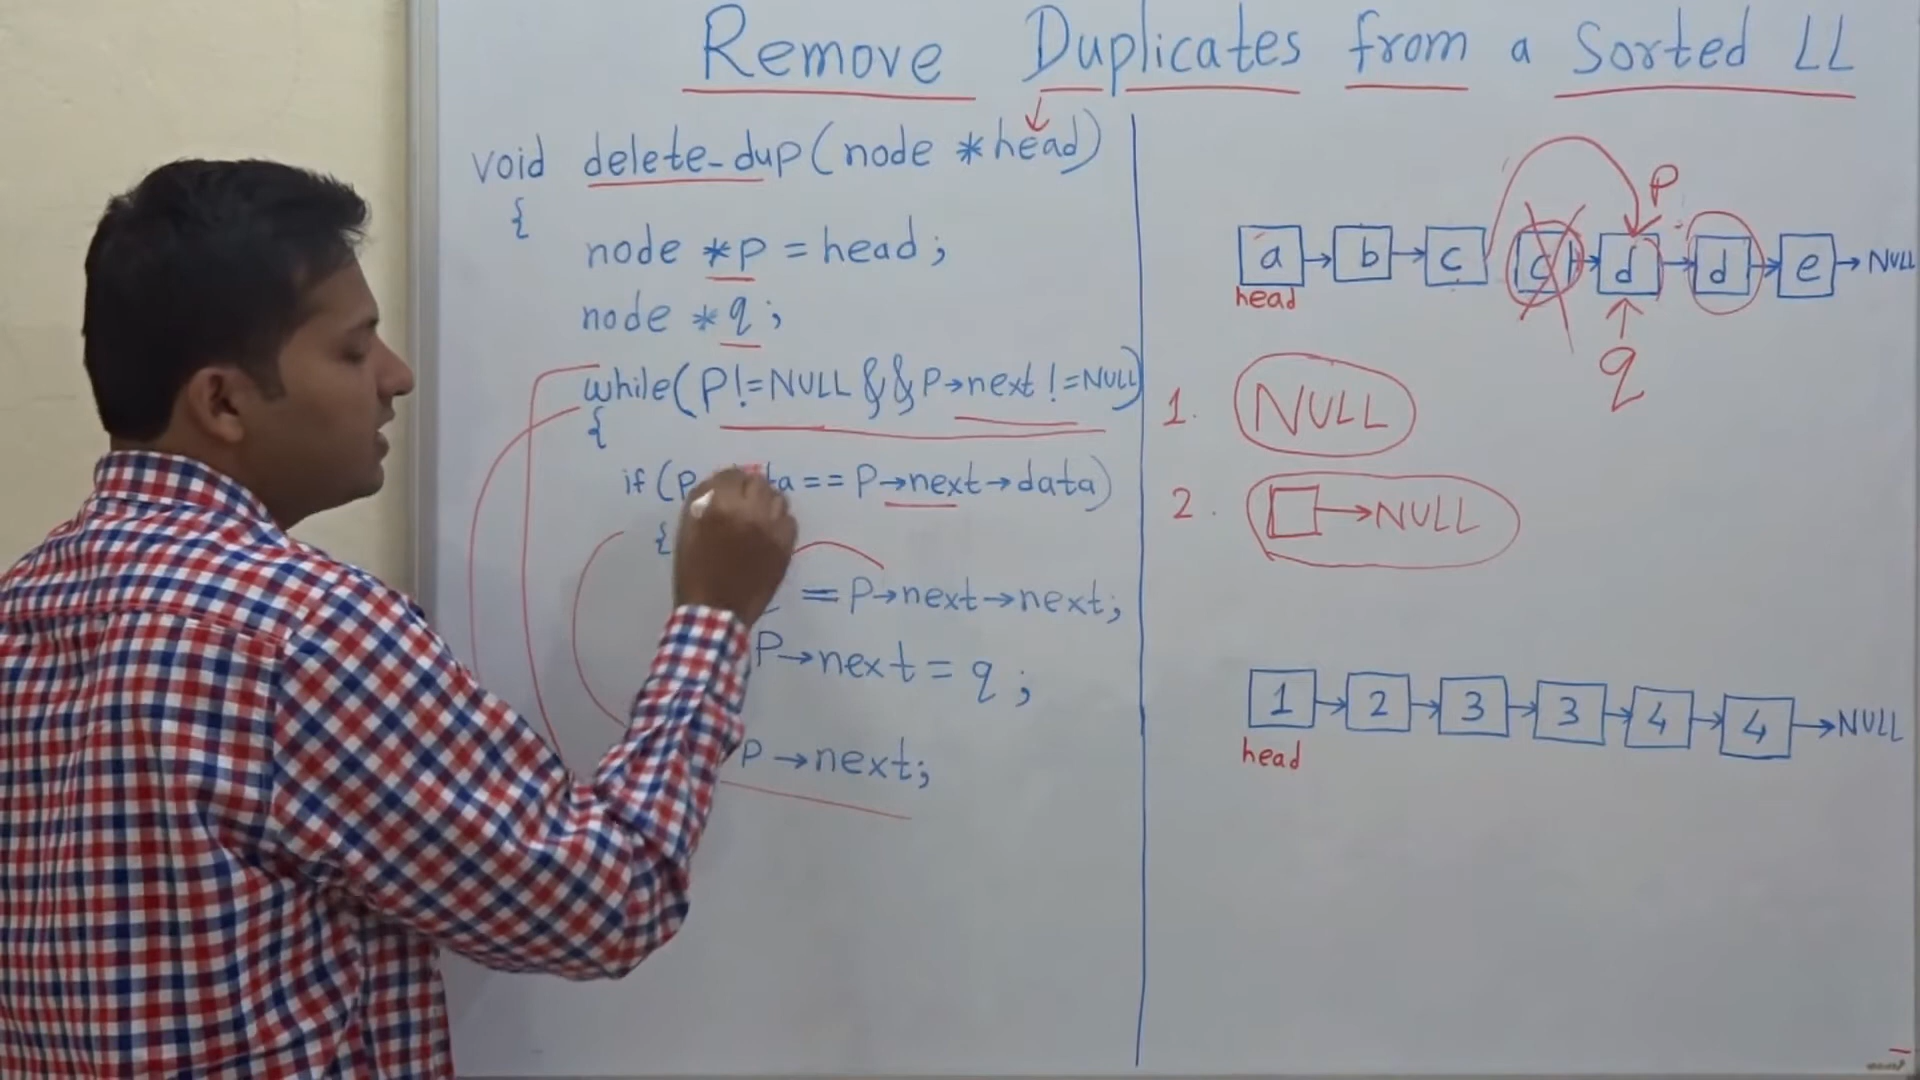 Remove Duplicates from a Sorted LL
void delete_dup(node *head)
{
node *p = head;
node *q;
while(P!=NULL && P→next!=NULL)
{
if(P == P→next→data)
{
= P→next→next;
P→next = q;
P→next;
P
a → b → c c → d → d → e → NULL
head
q
1. NULL
2. →NULL
1 → 2 → 3 → 3 → 4 → 4 → NULL
head